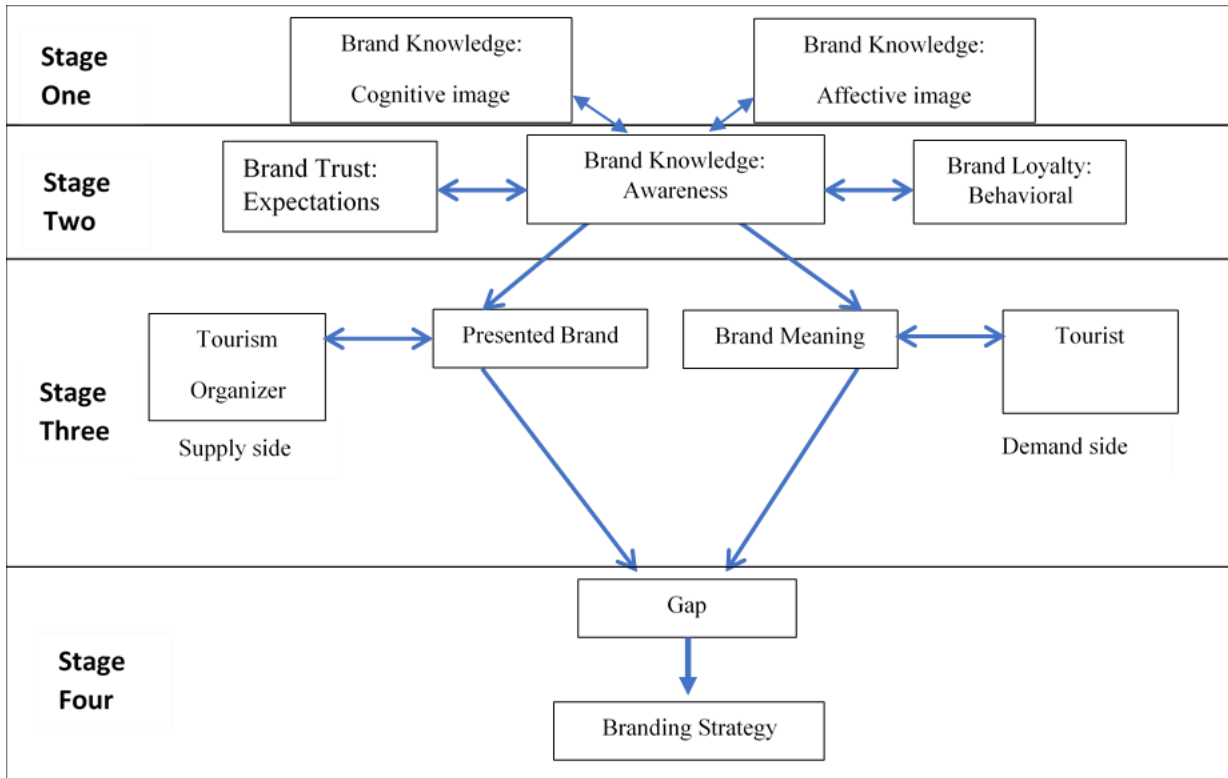 Stage
One
Brand Knowledge:
Cognitive image
Brand Knowledge:
Affective image
Stage
Two
Brand Trust:
Expectations
Brand Knowledge:
Awareness
Brand Loyalty:
Behavioral
Stage
Three
Tourism
Organizer
Supply side
Presented Brand
Brand Meaning
Tourist
Demand side
Stage
Four
Gap
Branding Strategy